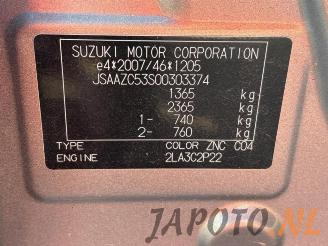 SUZUKI MOTOR CORPORATION
e4*2007/46*1205
JSAAZC53S00303374
1365 kg
2365 kg
1- 740 kg
2- 760 kg
TYPE COLOR ZNC C04
ENGINE 2LA3C2P22
JAPOTO.NL